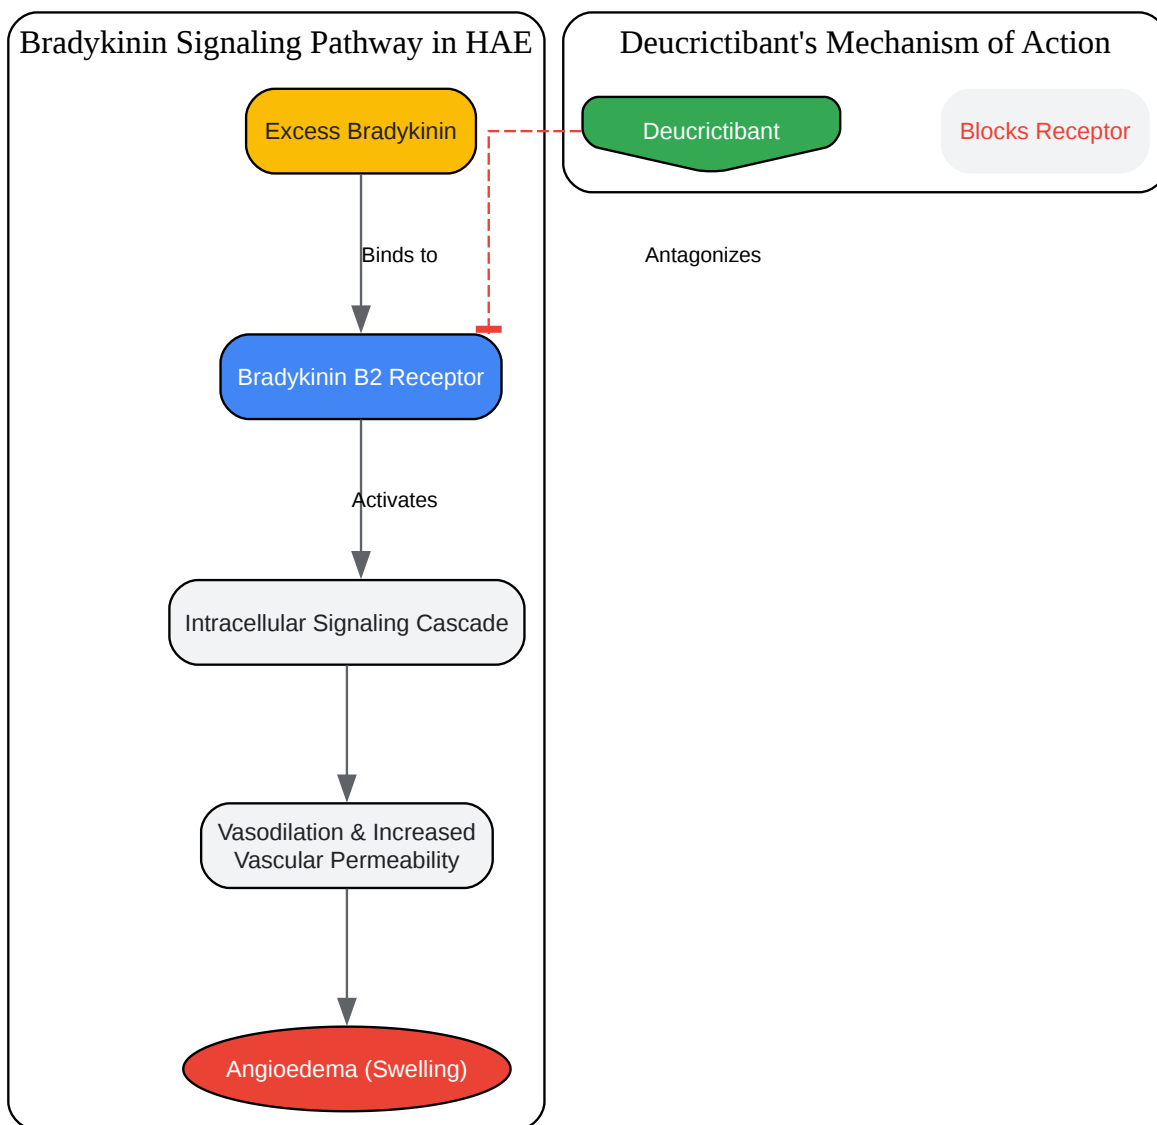 Bradykinin Signaling Pathway in HAE
Excess Bradykinin
Binds to
Bradykinin B2 Receptor
Activates
Intracellular Signaling Cascade
Vasodilation & Increased
Vascular Permeability
Angioedema (Swelling)
Deucrictibant's Mechanism of Action
Deucrictibant
Blocks Receptor
Antagonizes